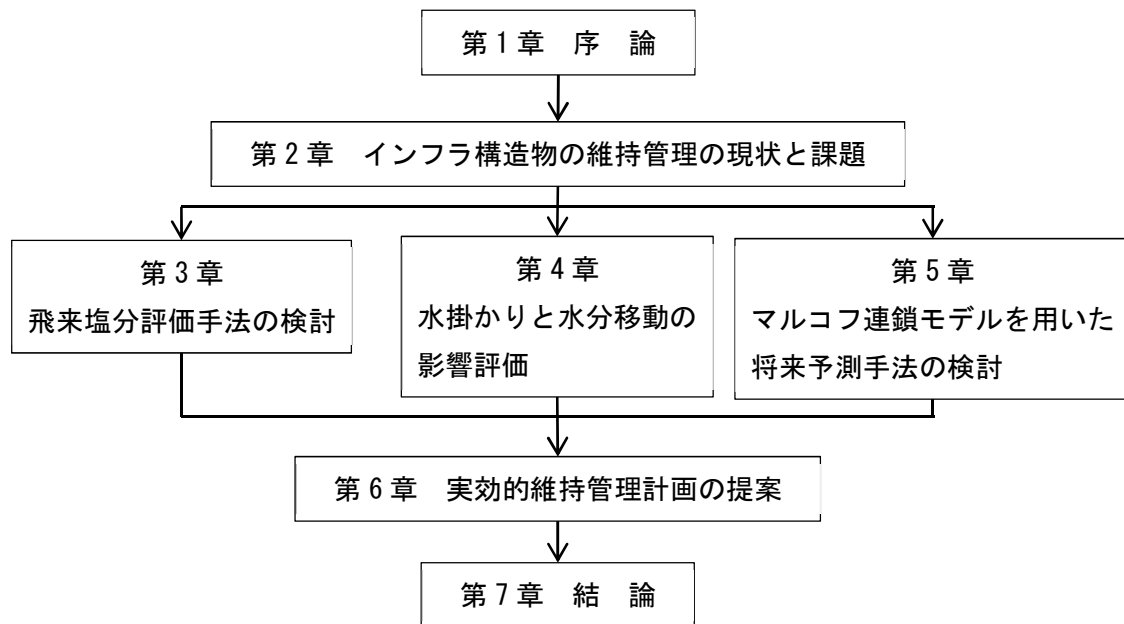 第1章　序　論
第2章　インフラ構造物の維持管理の現状と課題
第3章
飛来塩分評価手法の検討
第4章
水掛かりと水分移動の
影響評価
第5章
マルコフ連鎖モデルを用いた
将来予測手法の検討
第6章　実効的維持管理計画の提案
第7章　結　論